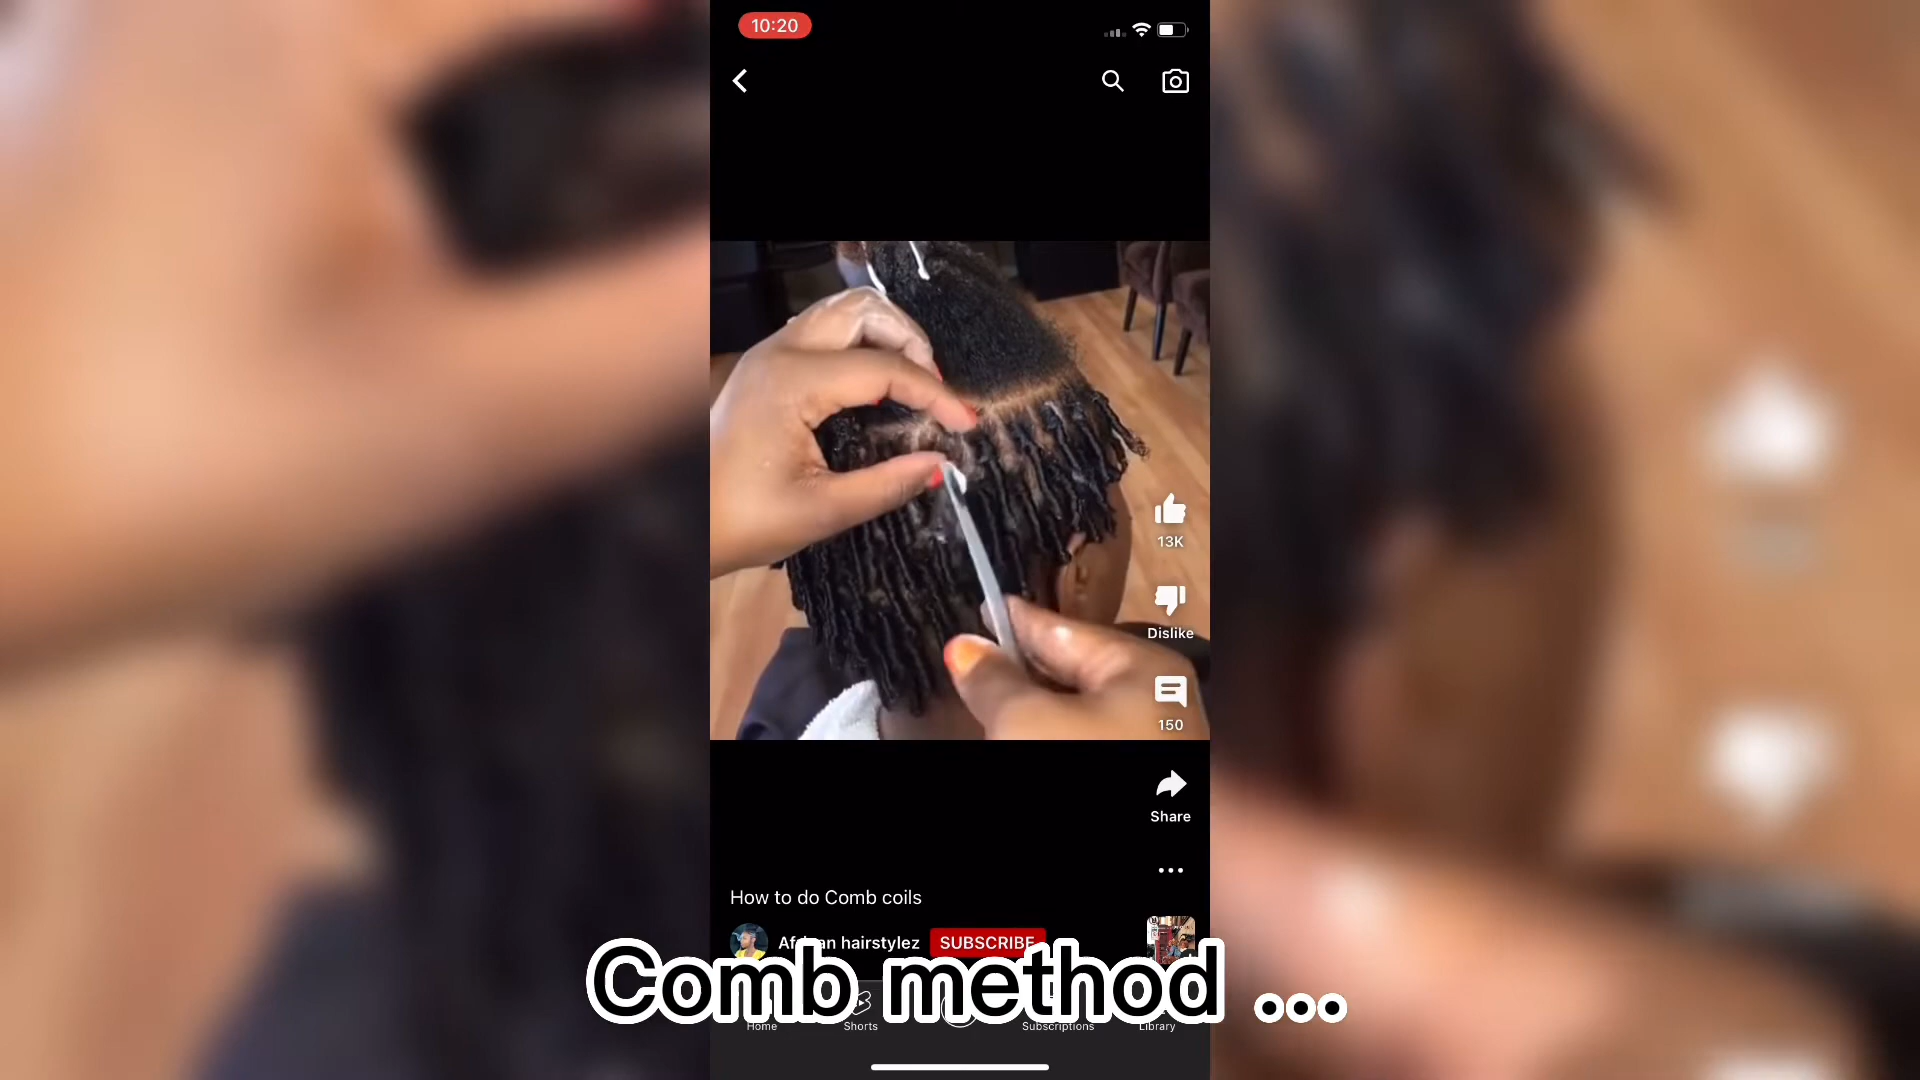 10:20
13K
Dislike
150
Share
How to do Comb coils
hairstylez
SUBSCRIBE
Comb method ...
Home
Shorts
Subscriptions
Library